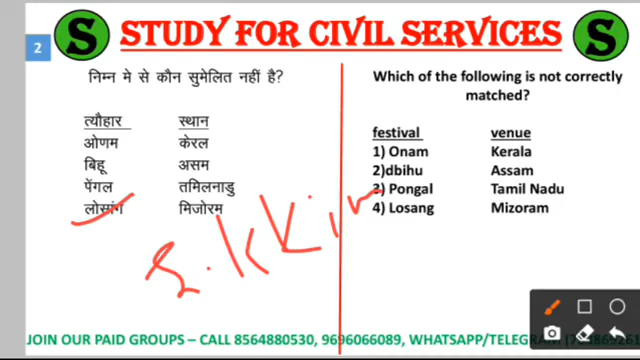 2
S STUDY FOR CIVIL SERVICES S
निम्न मे से कौन सुमेलित नहीं है?
त्यौहार स्थान
ओणम केरल
बिहू असम
पेंगल तमिलनाडु
लोसांग मिजोरम
Which of the following is not correctly
matched?
festival venue
1) Onam Kerala
2)dbihu Assam
3) Pongal Tamil Nadu
4) Losang Mizoram
S.kkim
JOIN OUR PAID GROUPS – CALL 8564880530, 9696066089, WHATSAPP/TELEGRAM